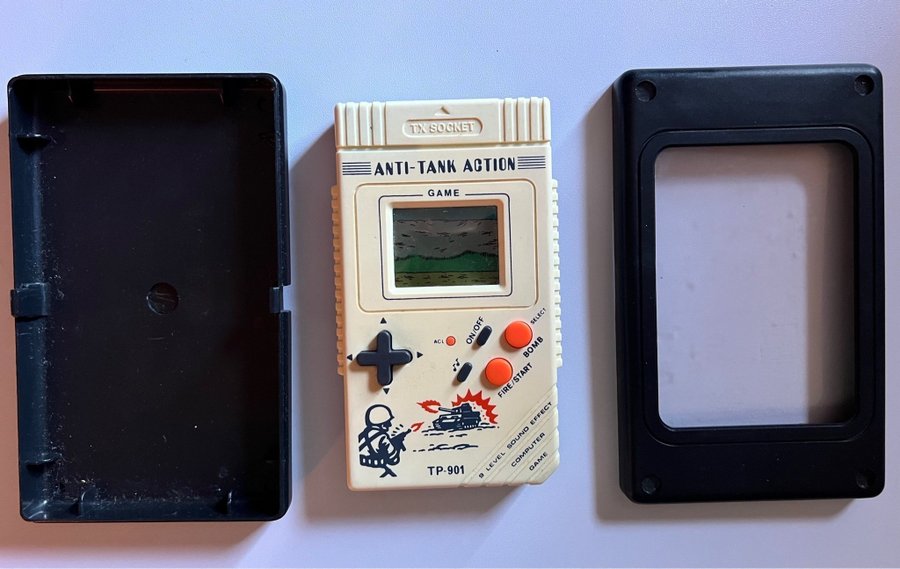 TX SOCKET
ANTI-TANK ACTION
GAME
ACL
ON/OFF
SELECT
BOMB
FIRE/START
TP-901
9 LEVEL SOUND EFFECT
COMPUTER
GAME